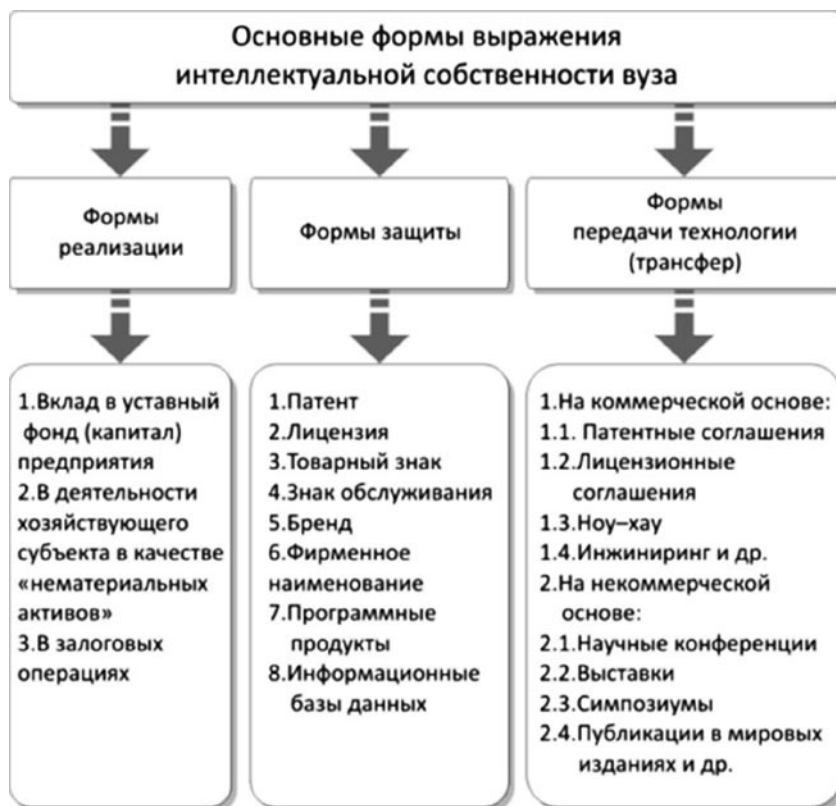 Основные формы выражения
интеллектуальной собственности вуза
Формы
реализации
Формы защиты
Формы
передачи технологии
(трансфер)
1.Вклад в уставный
фонд (капитал)
предприятия
2.В деятельности
хозяйствующего
субъекта в качестве
«нематериальных
активов»
3.В залоговых
операциях
1.Патент
2.Лицензия
3.Товарный знак
4.Знак обслуживания
5.Бренд
6.Фирменное
наименование
7.Программные
продукты
8.Информационные
базы данных
1.На коммерческой основе:
1.1. Патентные соглашения
1.2.Лицензионные
соглашения
1.3.Ноу–хау
1.4.Инжиниринг и др.
2.На некоммерческой
основе:
2.1.Научные конференции
2.2.Выставки
2.3.Симпозиумы
2.4.Публикации в мировых
изданиях и др.